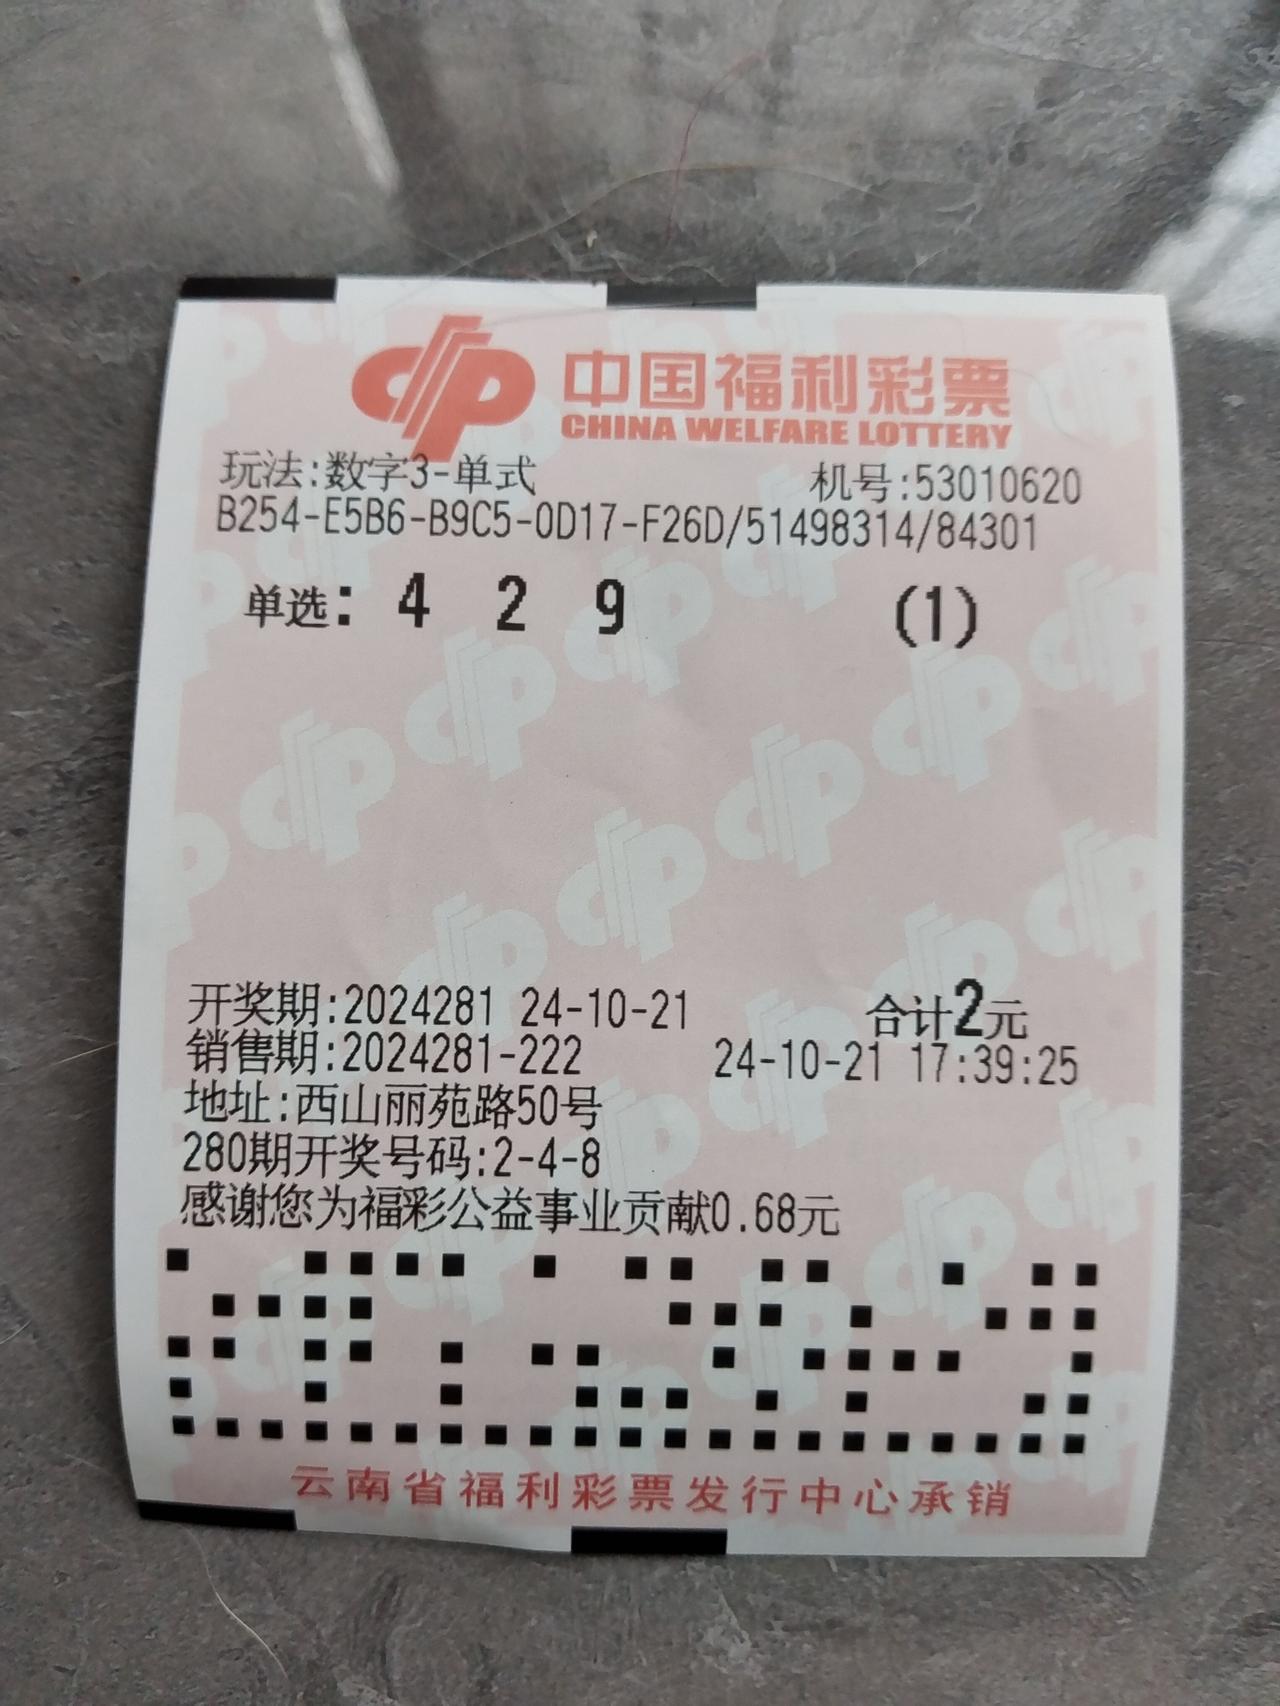 中国福利彩票
CHINA WELFARE LOTTERY
玩法:数字3-单式 机号:53010620
B254-E5B6-B9C5-0D17-F26D/51498314/84301
单选: 4 2 9 (1)
开奖期:2024281 24-10-21 合计2元
销售期:2024281-222 24-10-21 17:39:25
地址:西山丽苑路50号
280期开奖号码:2-4-8
感谢您为福彩公益事业贡献0.68元
云南省福利彩票发行中心承销